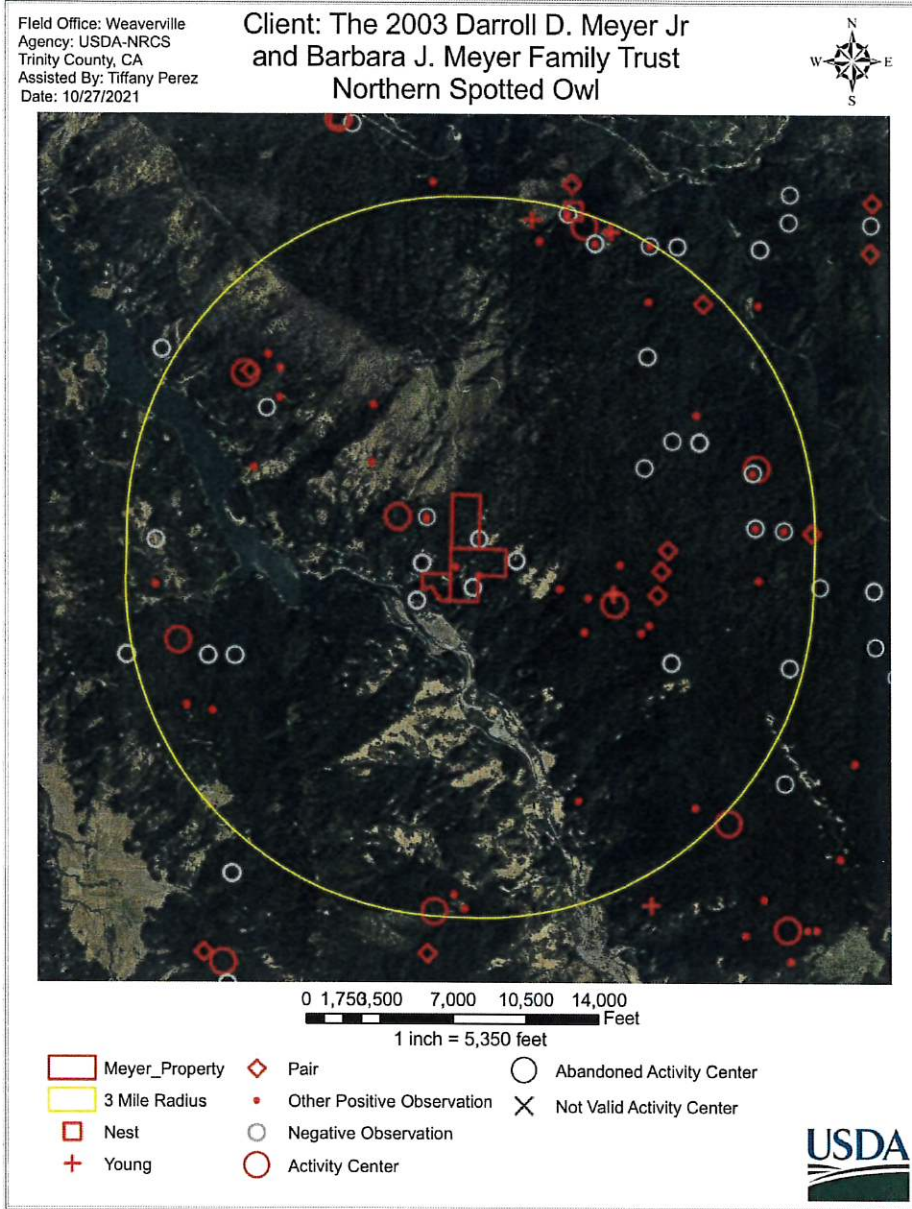 Field Office: Weaverville
Agency: USDA-NRCS
Trinity County, CA
Assisted By: Tiffany Perez
Date: 10/27/2021
Client: The 2003 Darroll D. Meyer Jr
and Barbara J. Meyer Family Trust
Northern Spotted Owl
N
W E
S
0 1,750 3,500 7,000 10,500 14,000
Feet
1 inch = 5,350 feet
Meyer_Property
3 Mile Radius
Nest
Young
Pair
Other Positive Observation
Negative Observation
Activity Center
Abandoned Activity Center
Not Valid Activity Center
USDA